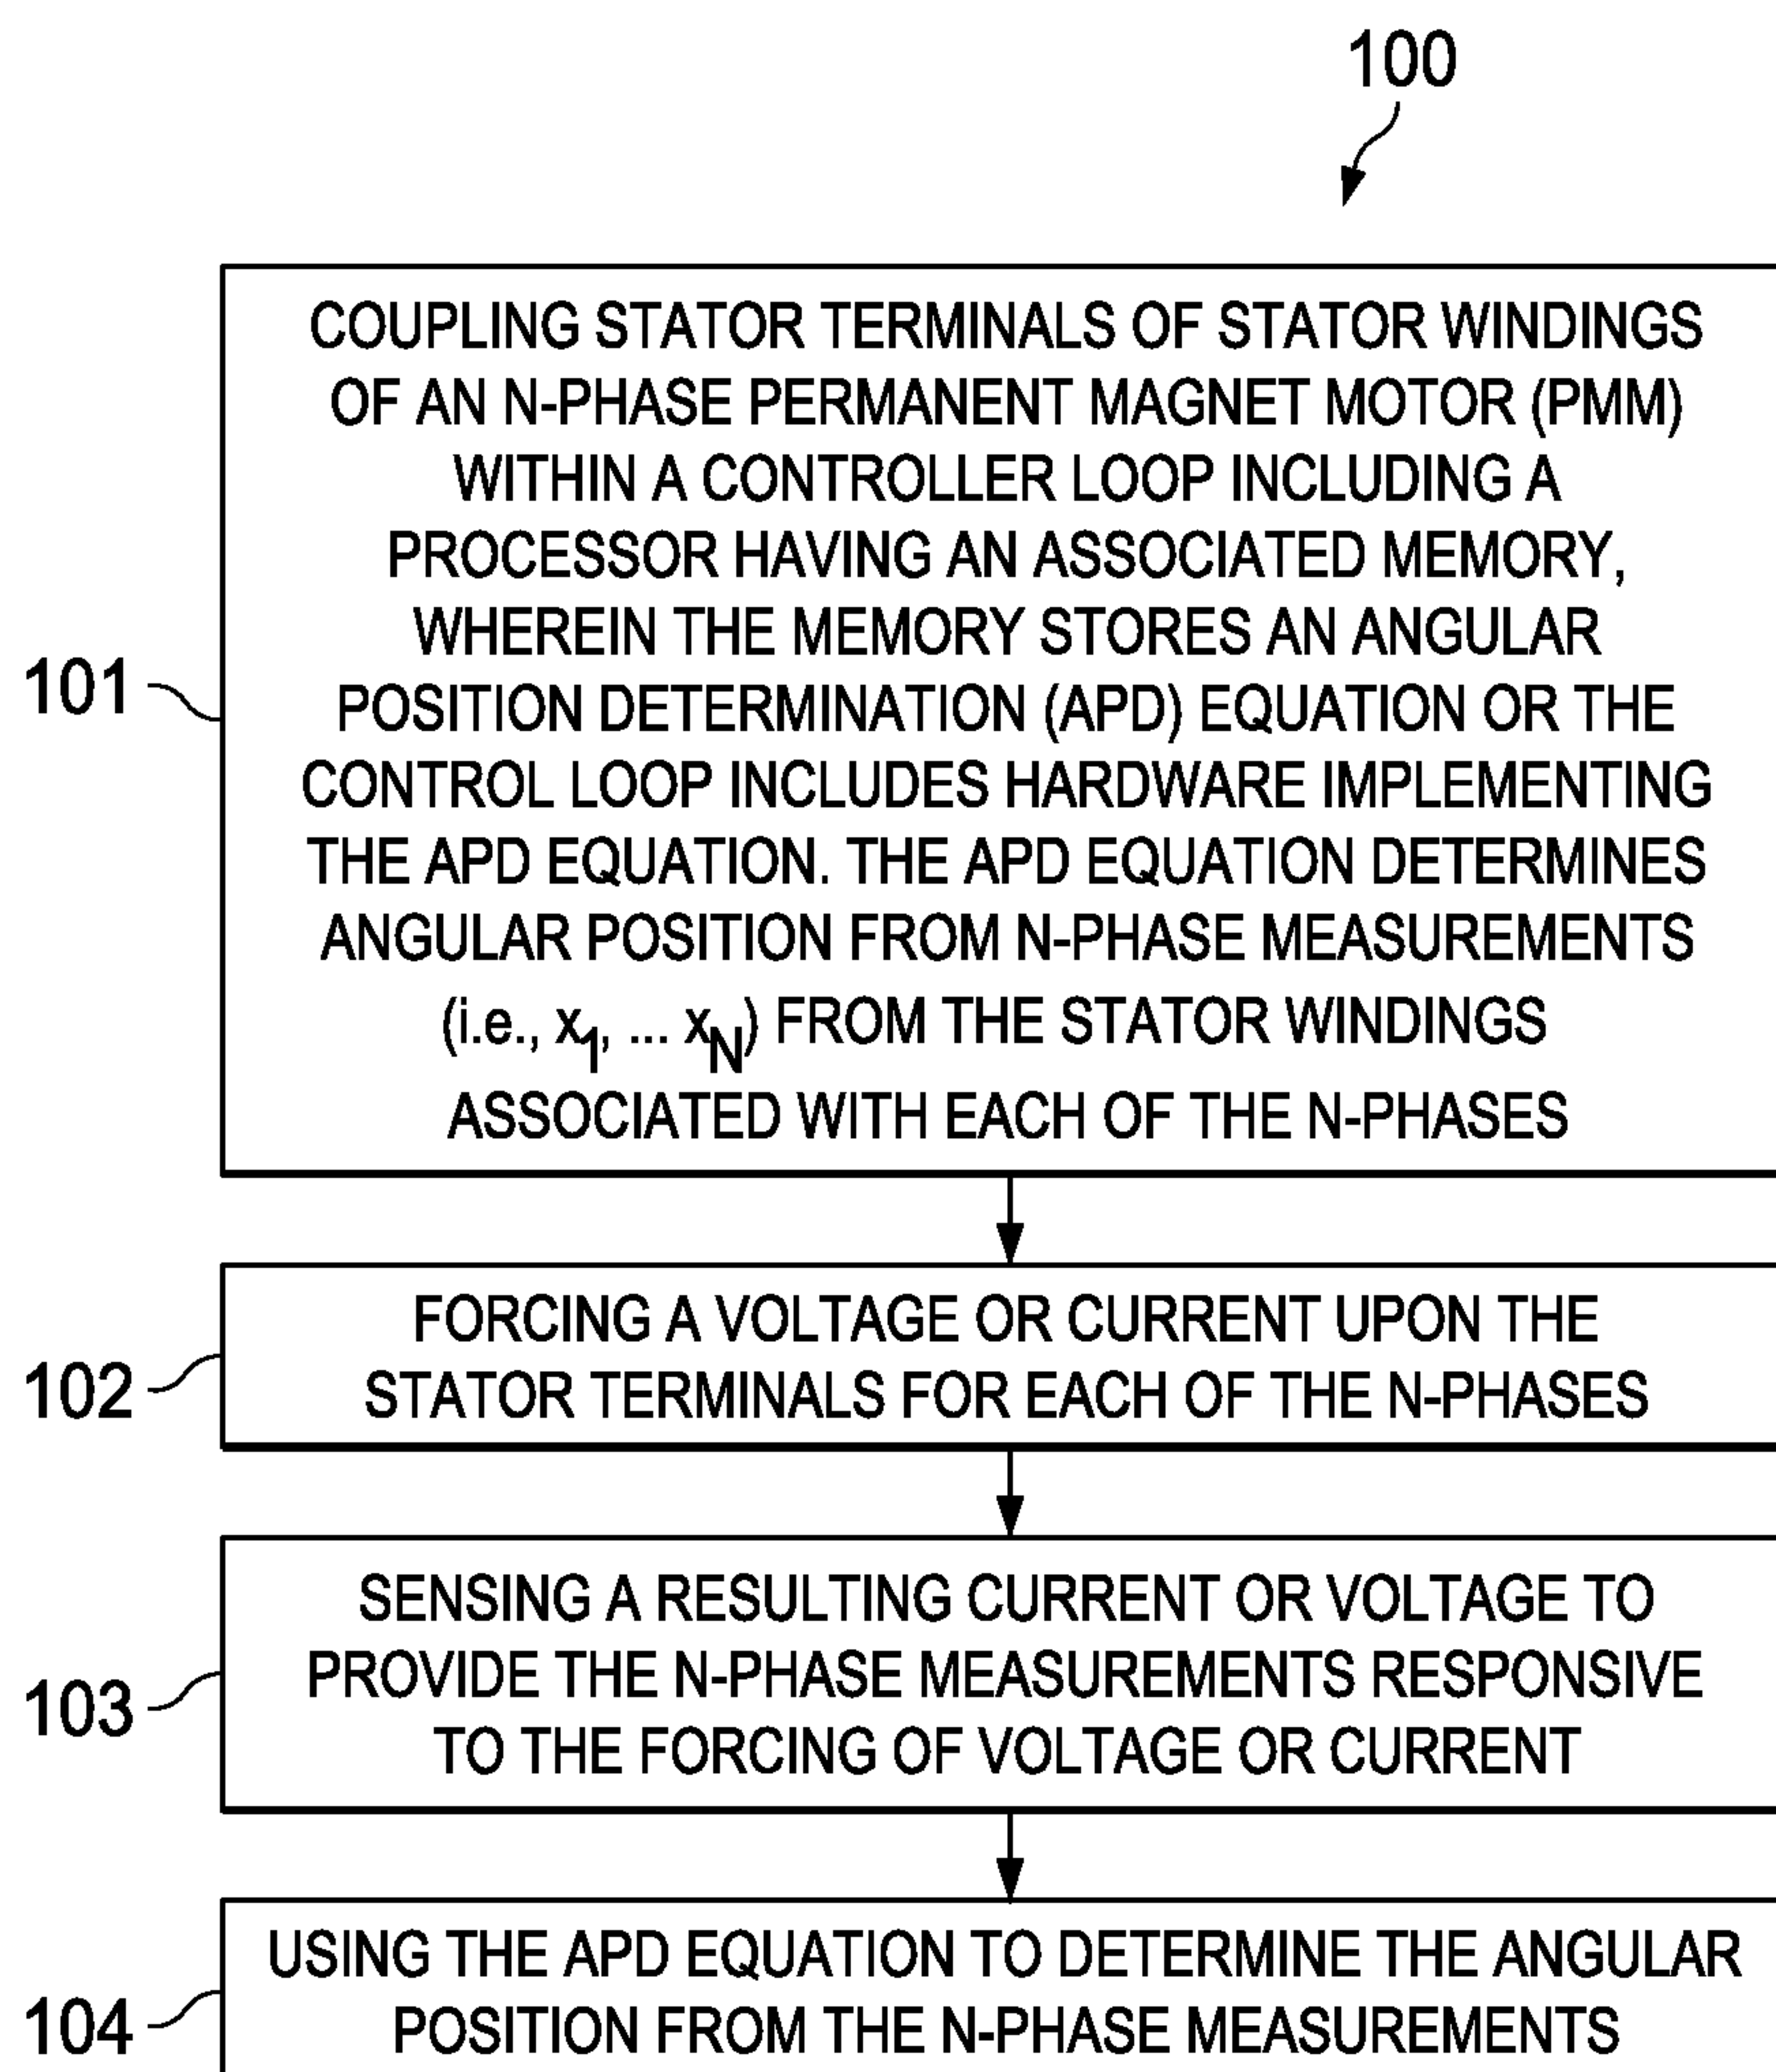 100
COUPLING STATOR TERMINALS OF STATOR WINDINGS
OF AN N-PHASE PERMANENT MAGNET MOTOR (PMM)
WITHIN A CONTROLLER LOOP INCLUDING A
PROCESSOR HAVING AN ASSOCIATED MEMORY,
WHEREIN THE MEMORY STORES AN ANGULAR
101
POSITION DETERMINATION (APD) EQUATION OR THE
CONTROL LOOP INCLUDES HARDWARE IMPLEMENTING
THE APD EQUATION. THE APD EQUATION DETERMINES
ANGULAR POSITION FROM N-PHASE MEASUREMENTS
(i.e., x1, ... xN) FROM THE STATOR WINDINGS
ASSOCIATED WITH EACH OF THE N-PHASES
102
FORCING A VOLTAGE OR CURRENT UPON THE
STATOR TERMINALS FOR EACH OF THE N-PHASES
103
SENSING A RESULTING CURRENT OR VOLTAGE TO
PROVIDE THE N-PHASE MEASUREMENTS RESPONSIVE
TO THE FORCING OF VOLTAGE OR CURRENT
104
USING THE APD EQUATION TO DETERMINE THE ANGULAR
POSITION FROM THE N-PHASE MEASUREMENTS